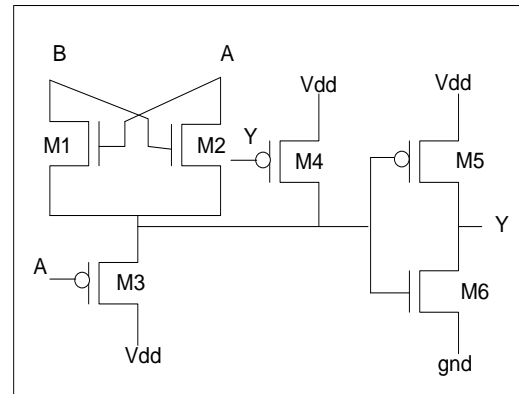 B A
Vdd Vdd
M1 M2 Y M4 M5
Y
A M3 M6
Vdd gnd